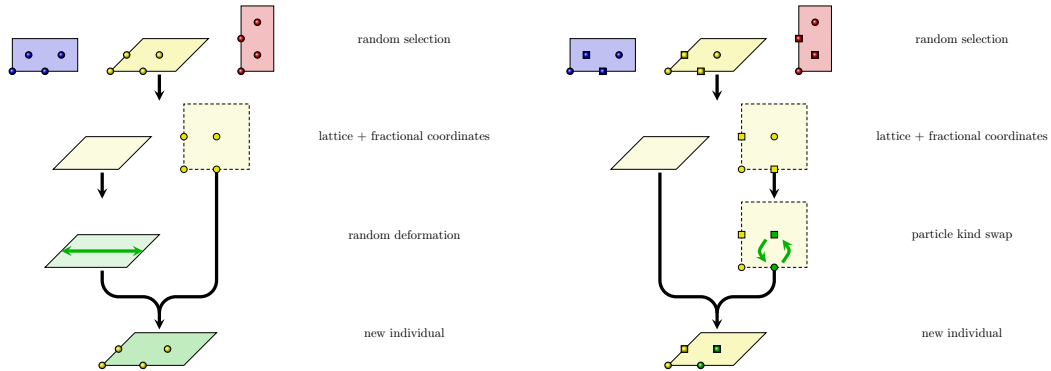 random selection
lattice + fractional coordinates
random deformation
new individual
random selection
lattice + fractional coordinates
particle kind swap
new individual